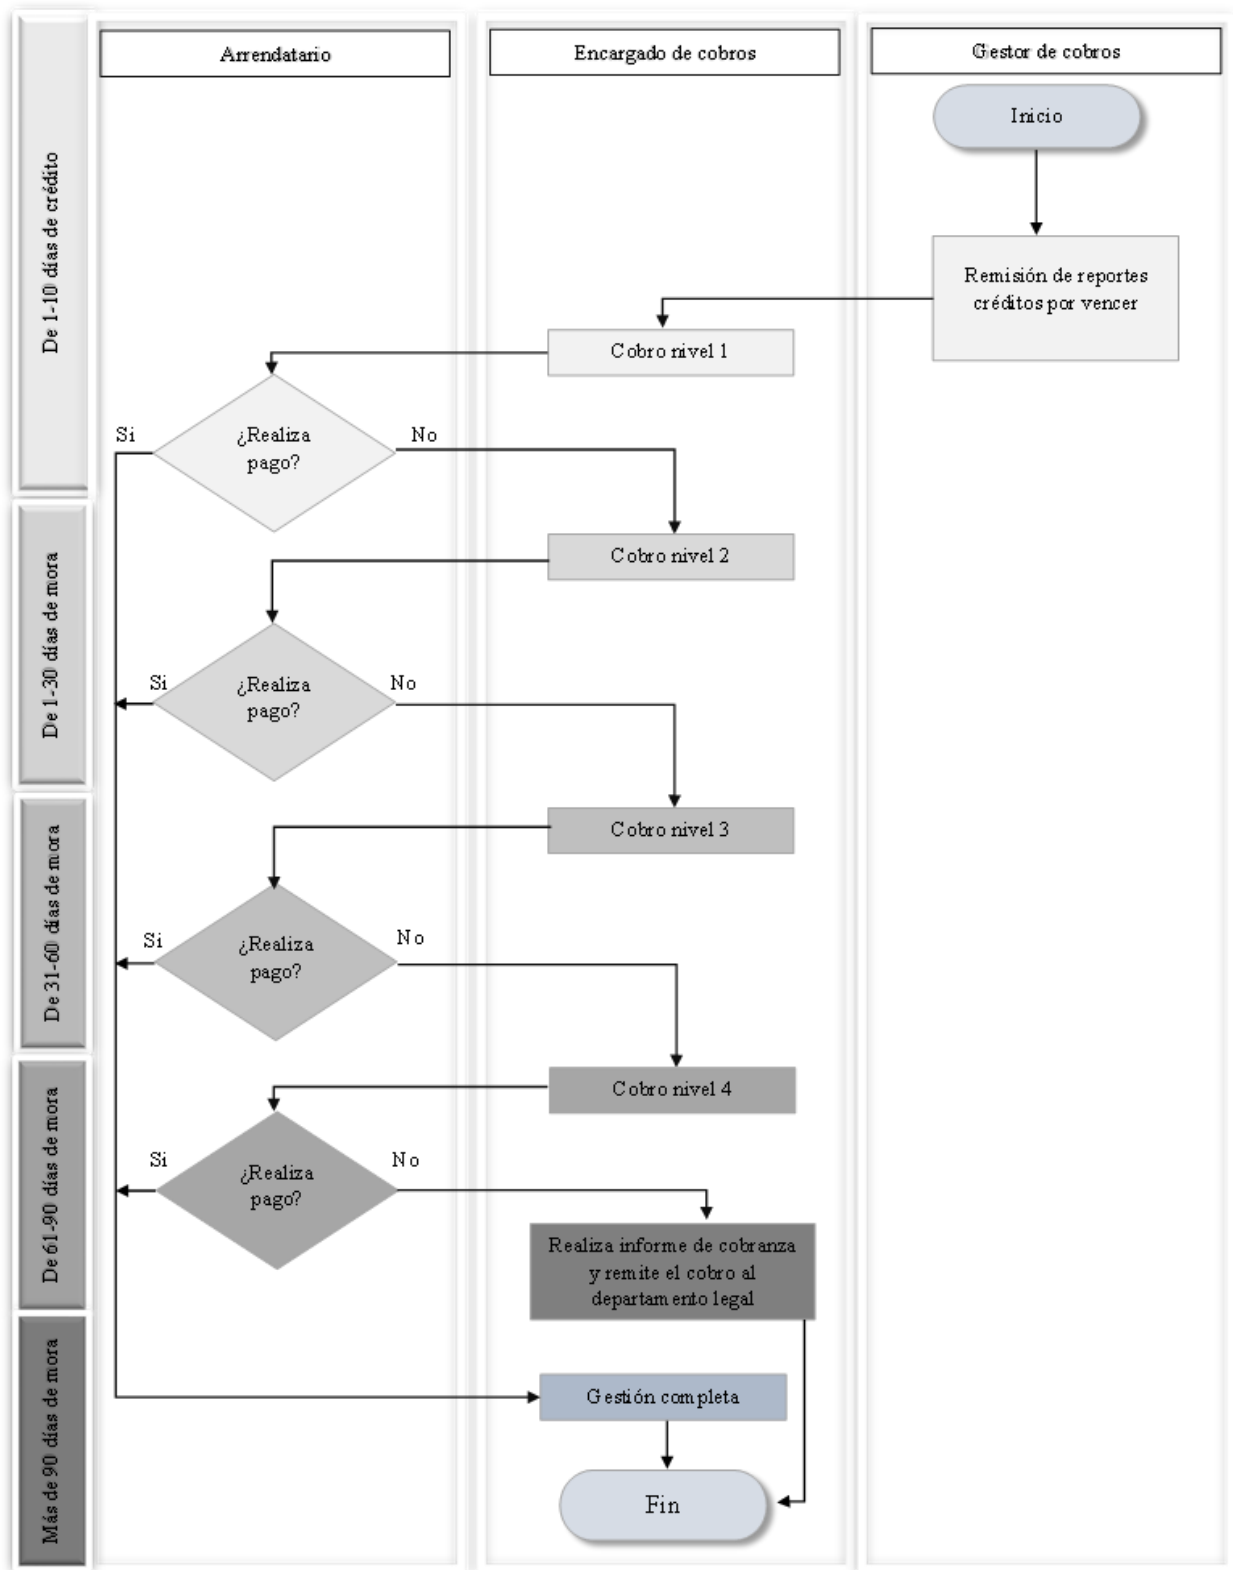 Arrendatario
Encargado de cobros
Gestor de cobros
De 1-10 días de crédito
Inicio
Remisión de reportes
créditos por vencer
Cobro nivel 1
¿Realiza
pago?
Si
No
De 1-30 días de mora
Cobro nivel 2
¿Realiza
pago?
Si
No
De 31-60 días de mora
Cobro nivel 3
¿Realiza
pago?
Si
No
De 61-90 días de mora
Cobro nivel 4
¿Realiza
pago?
Si
No
Realiza informe de cobranza
y remite el cobro al
departamento legal
Más de 90 días de mora
Gestión completa
Fin